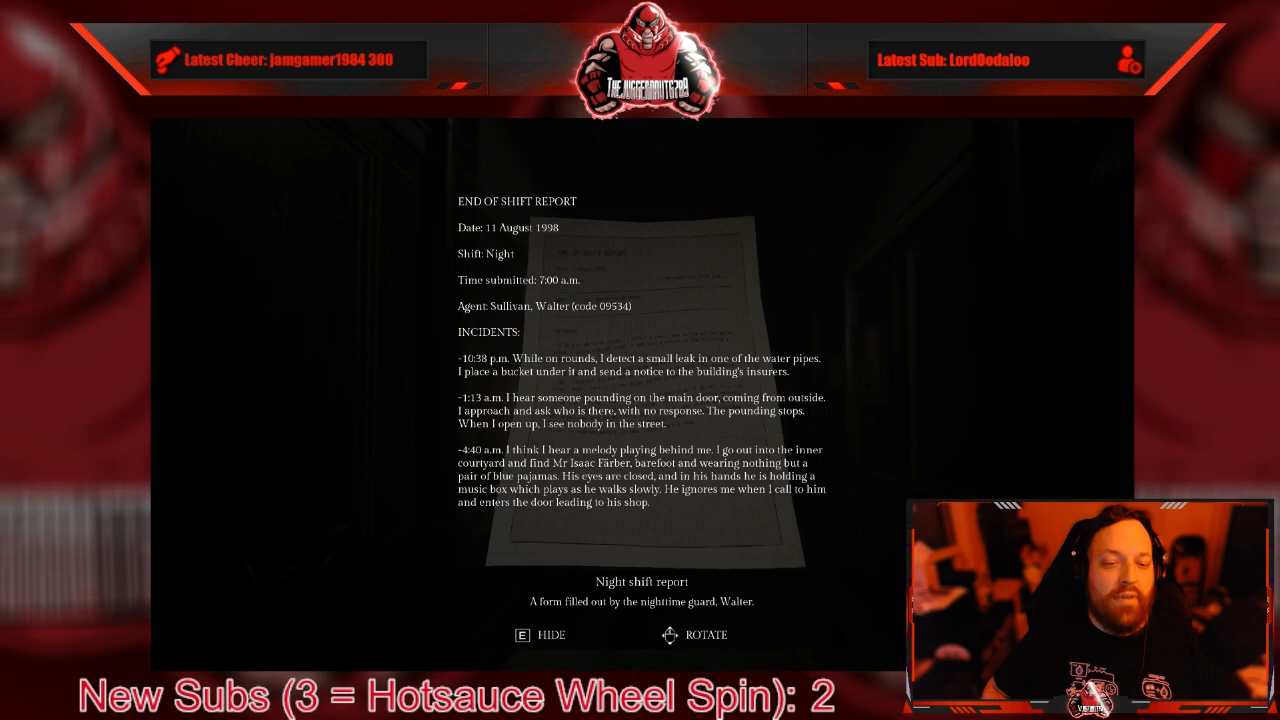 Latest Cheer: jamgamer1984 300
THEJUGGERNAUT6789
Latest Sub: LordOodaloo
END OF SHIFT REPORT
Date: 11 August 1998
Shift: Night
Time submitted: 7:00 a.m.
Agent: Sullivan, Walter (code 09534)
INCIDENTS:
-10:38 p.m. While on rounds, I detect a small leak in one of the water pipes.
I place a bucket under it and send a notice to the building's insurers.
-1:13 a.m. I hear someone pounding on the main door, coming from outside.
I approach and ask who is there, with no response. The pounding stops.
When I open up, I see nobody in the street.
-4:40 a.m. I think I hear a melody playing behind me. I go out into the inner
courtyard and find Mr Isaac Färber, barefoot and wearing nothing but a
pair of blue pajamas. His eyes are closed, and in his hands he is holding a
music box which plays as he walks slowly. He ignores me when I call to him
and enters the door leading to his shop.
Night shift report
A form filled out by the nighttime guard, Walter.
E HIDE
ROTATE
New Subs (3 = Hotsauce Wheel Spin): 2